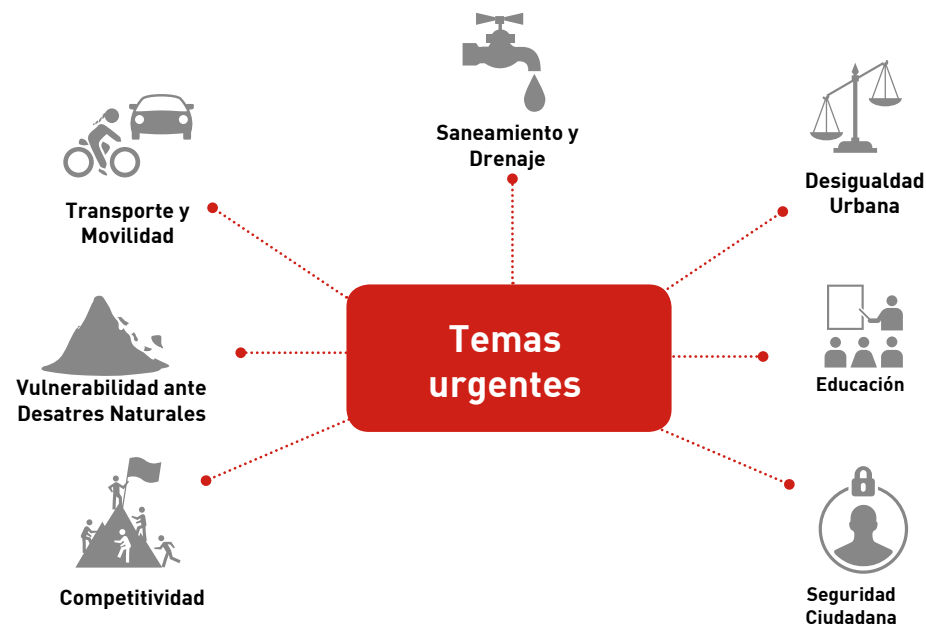 Saneamiento y
Drenaje
Desigualdad
Urbana
Transporte y
Movilidad
Temas
urgentes
Vulnerabilidad ante
Desatres Naturales
Educación
Competitividad
Seguridad
Ciudadana